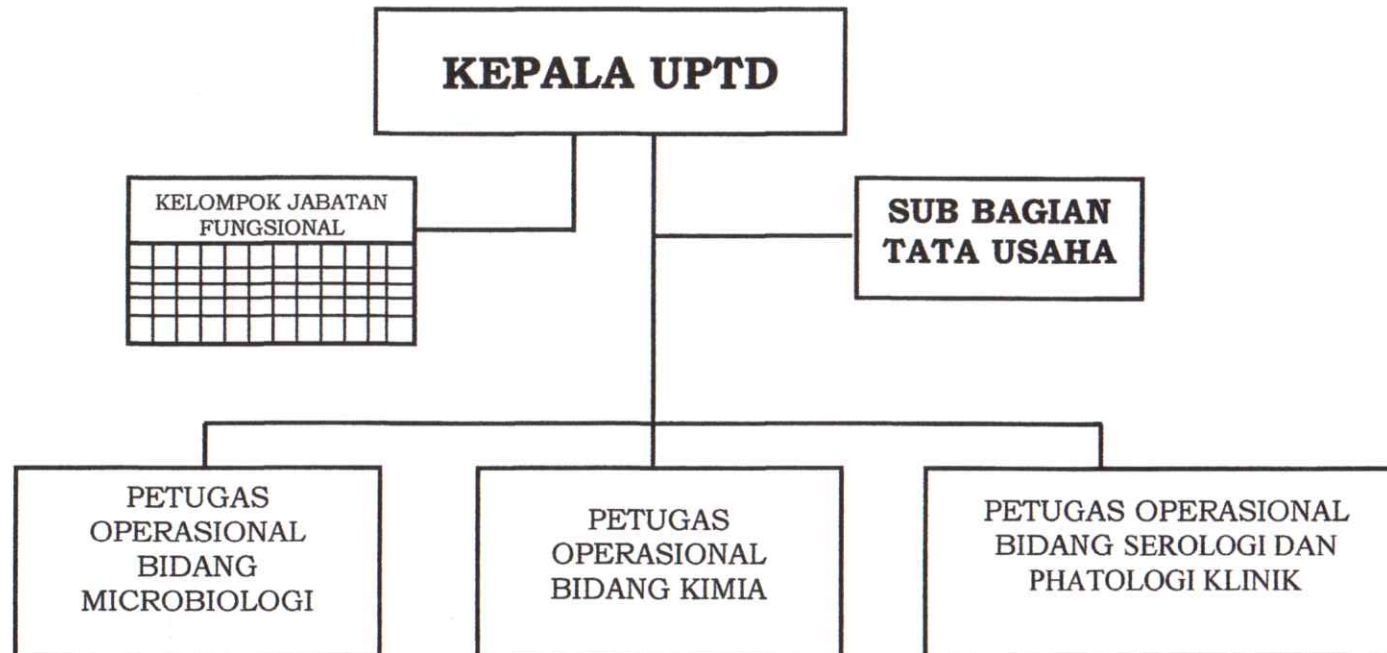 KEPALA UPTD
KELOMPOK JABATAN
FUNGSIONAL
SUB BAGIAN
TATA USAHA
PETUGAS
OPERASIONAL
BIDANG
MICROBIOLOGI
PETUGAS
OPERASIONAL
BIDANG KIMIA
PETUGAS OPERASIONAL
BIDANG SEROLOGI DAN
PHATOLOGI KLINIK